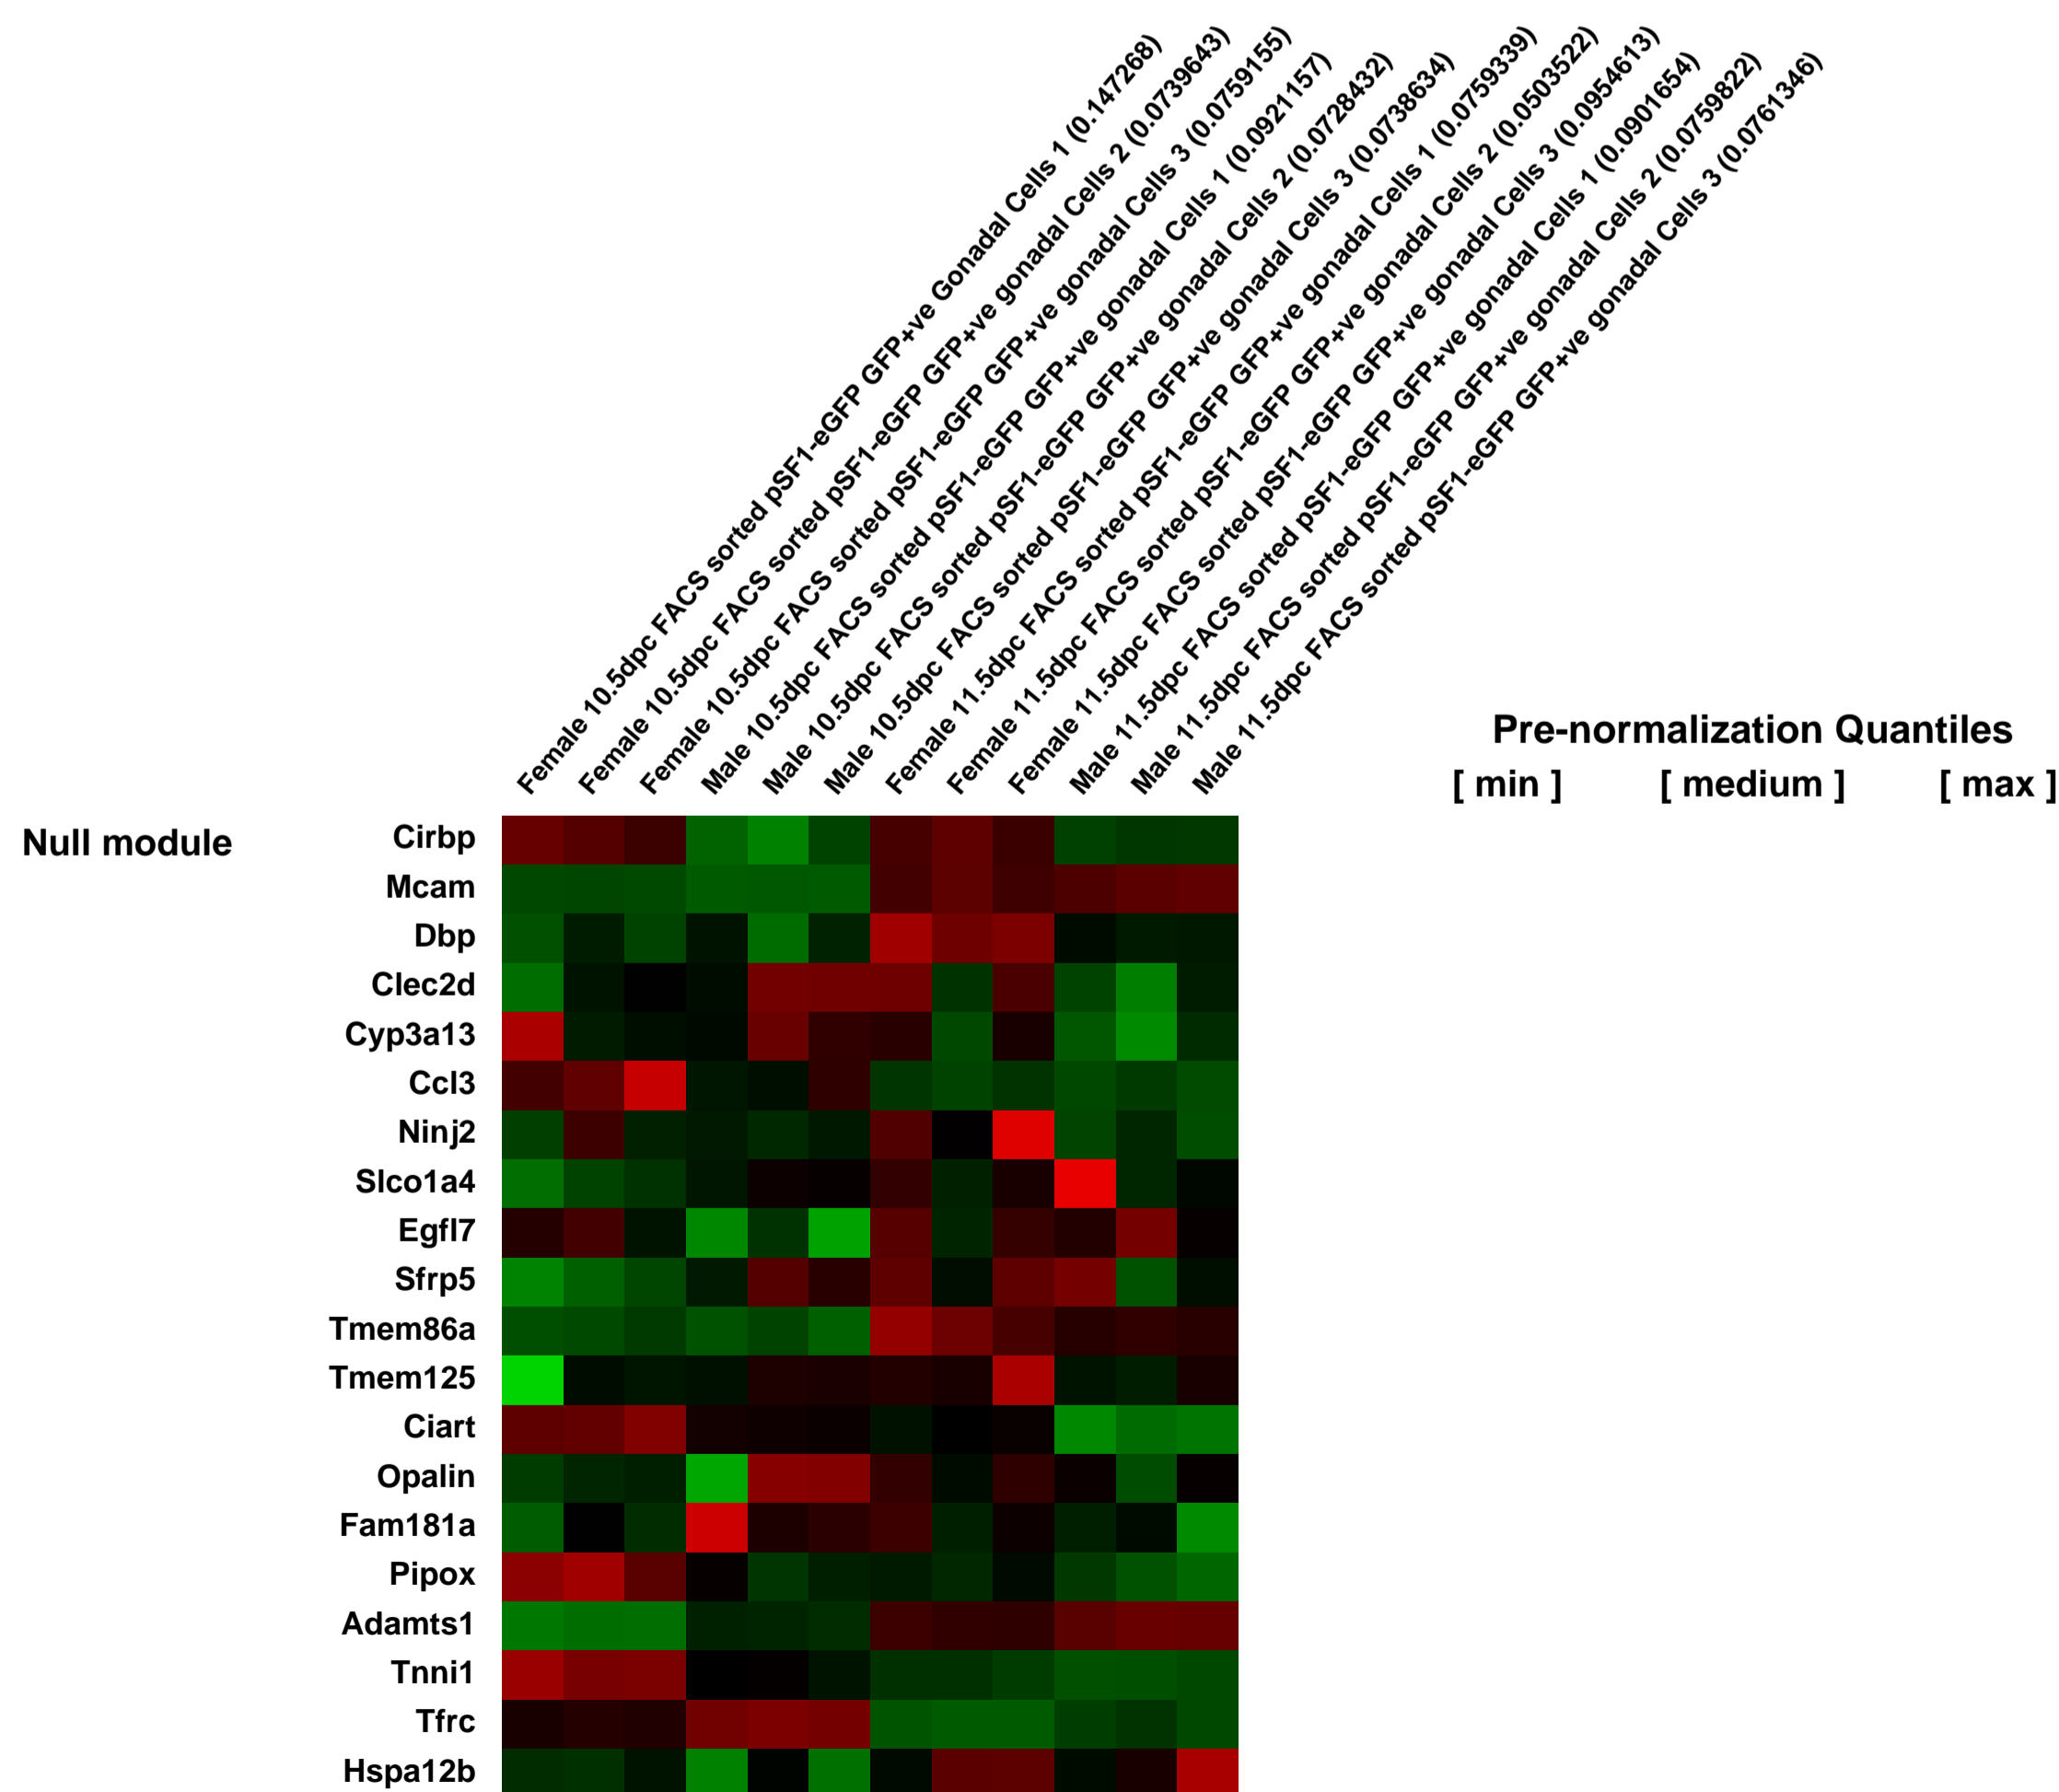 Female 10.5dpc FACS sorted pSF1-eGFP GFP+ve Gonadal Cells 1 (0.147268)
Female 10.5dpc FACS sorted pSF1-eGFP GFP+ve gonadal Cells 2 (0.0739643)
Female 10.5dpc FACS sorted pSF1-eGFP GFP+ve gonadal Cells 3 (0.0759155)
Male 10.5dpc FACS sorted pSF1-eGFP GFP+ve gonadal Cells 1 (0.0921157)
Male 10.5dpc FACS sorted pSF1-eGFP GFP+ve gonadal Cells 2 (0.0728432)
Male 10.5dpc FACS sorted pSF1-eGFP GFP+ve gonadal Cells 3 (0.0738634)
Female 11.5dpc FACS sorted pSF1-eGFP GFP+ve gonadal Cells 1 (0.0759339)
Female 11.5dpc FACS sorted pSF1-eGFP GFP+ve gonadal Cells 2 (0.0503522)
Female 11.5dpc FACS sorted pSF1-eGFP GFP+ve gonadal Cells 3 (0.0954613)
Male 11.5dpc FACS sorted pSF1-eGFP GFP+ve gonadal Cells 1 (0.0901654)
Male 11.5dpc FACS sorted pSF1-eGFP GFP+ve gonadal Cells 2 (0.0759822)
Male 11.5dpc FACS sorted pSF1-eGFP GFP+ve gonadal Cells 3 (0.0761346)
Pre-normalization Quantiles
[ min ] [ medium ] [ max ]
Null module
Cirbp
Mcam
Dbp
Clec2d
Cyp3a13
Ccl3
Ninj2
Slco1a4
Egfl7
Sfrp5
Tmem86a
Tmem125
Ciart
Opalin
Fam181a
Pipox
Adamts1
Tnni1
Tfrc
Hspa12b